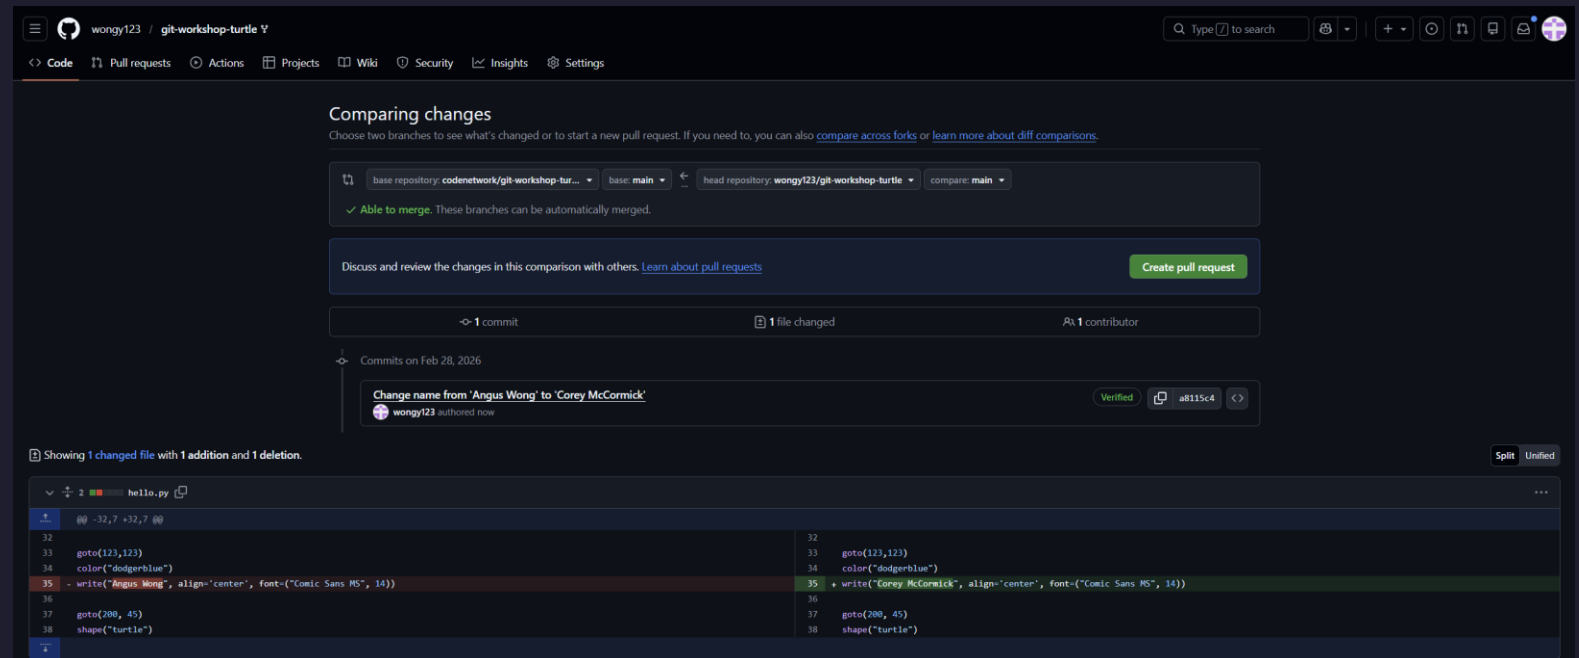 wongy123 / git-workshop-turtle
Type / to search
Code Pull requests Actions Projects Wiki Security Insights Settings
Comparing changes
Choose two branches to see what's changed or to start a new pull request. If you need to, you can also compare across forks or learn more about diff comparisons.
base repository: codenetwork/git-workshop-tur... base: main head repository: wongy123/git-workshop-turtle compare: main
Able to merge. These branches can be automatically merged.
Discuss and review the changes in this comparison with others. Learn about pull requests
Create pull request
1 commit 1 file changed 1 contributor
Commits on Feb 28, 2026
Change name from 'Angus Wong' to 'Corey McCormick'
wongy123 authored now
Verified a8115c4
Showing 1 changed file with 1 addition and 1 deletion.
Split Unified
2 hello.py
@@ -32,7 +32,7 @@
32 32
33 goto(123,123) 33 goto(123,123)
34 color("dodgerblue") 34 color("dodgerblue")
35 - write("Angus Wong", align='center', font=("Comic Sans MS", 14)) 35 + write("Corey McCormick", align='center', font=("Comic Sans MS", 14))
36 36
37 goto(200, 45) 37 goto(200, 45)
38 shape("turtle") 38 shape("turtle")